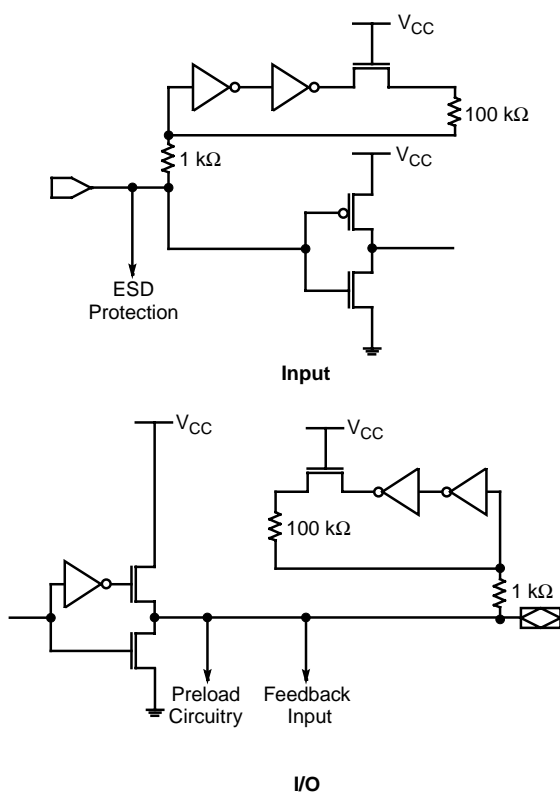 VCC
100 kΩ
1 kΩ
VCC
ESD
Protection
Input
VCC
VCC
100 kΩ
1 kΩ
Preload
Circuitry
Feedback
Input
I/O